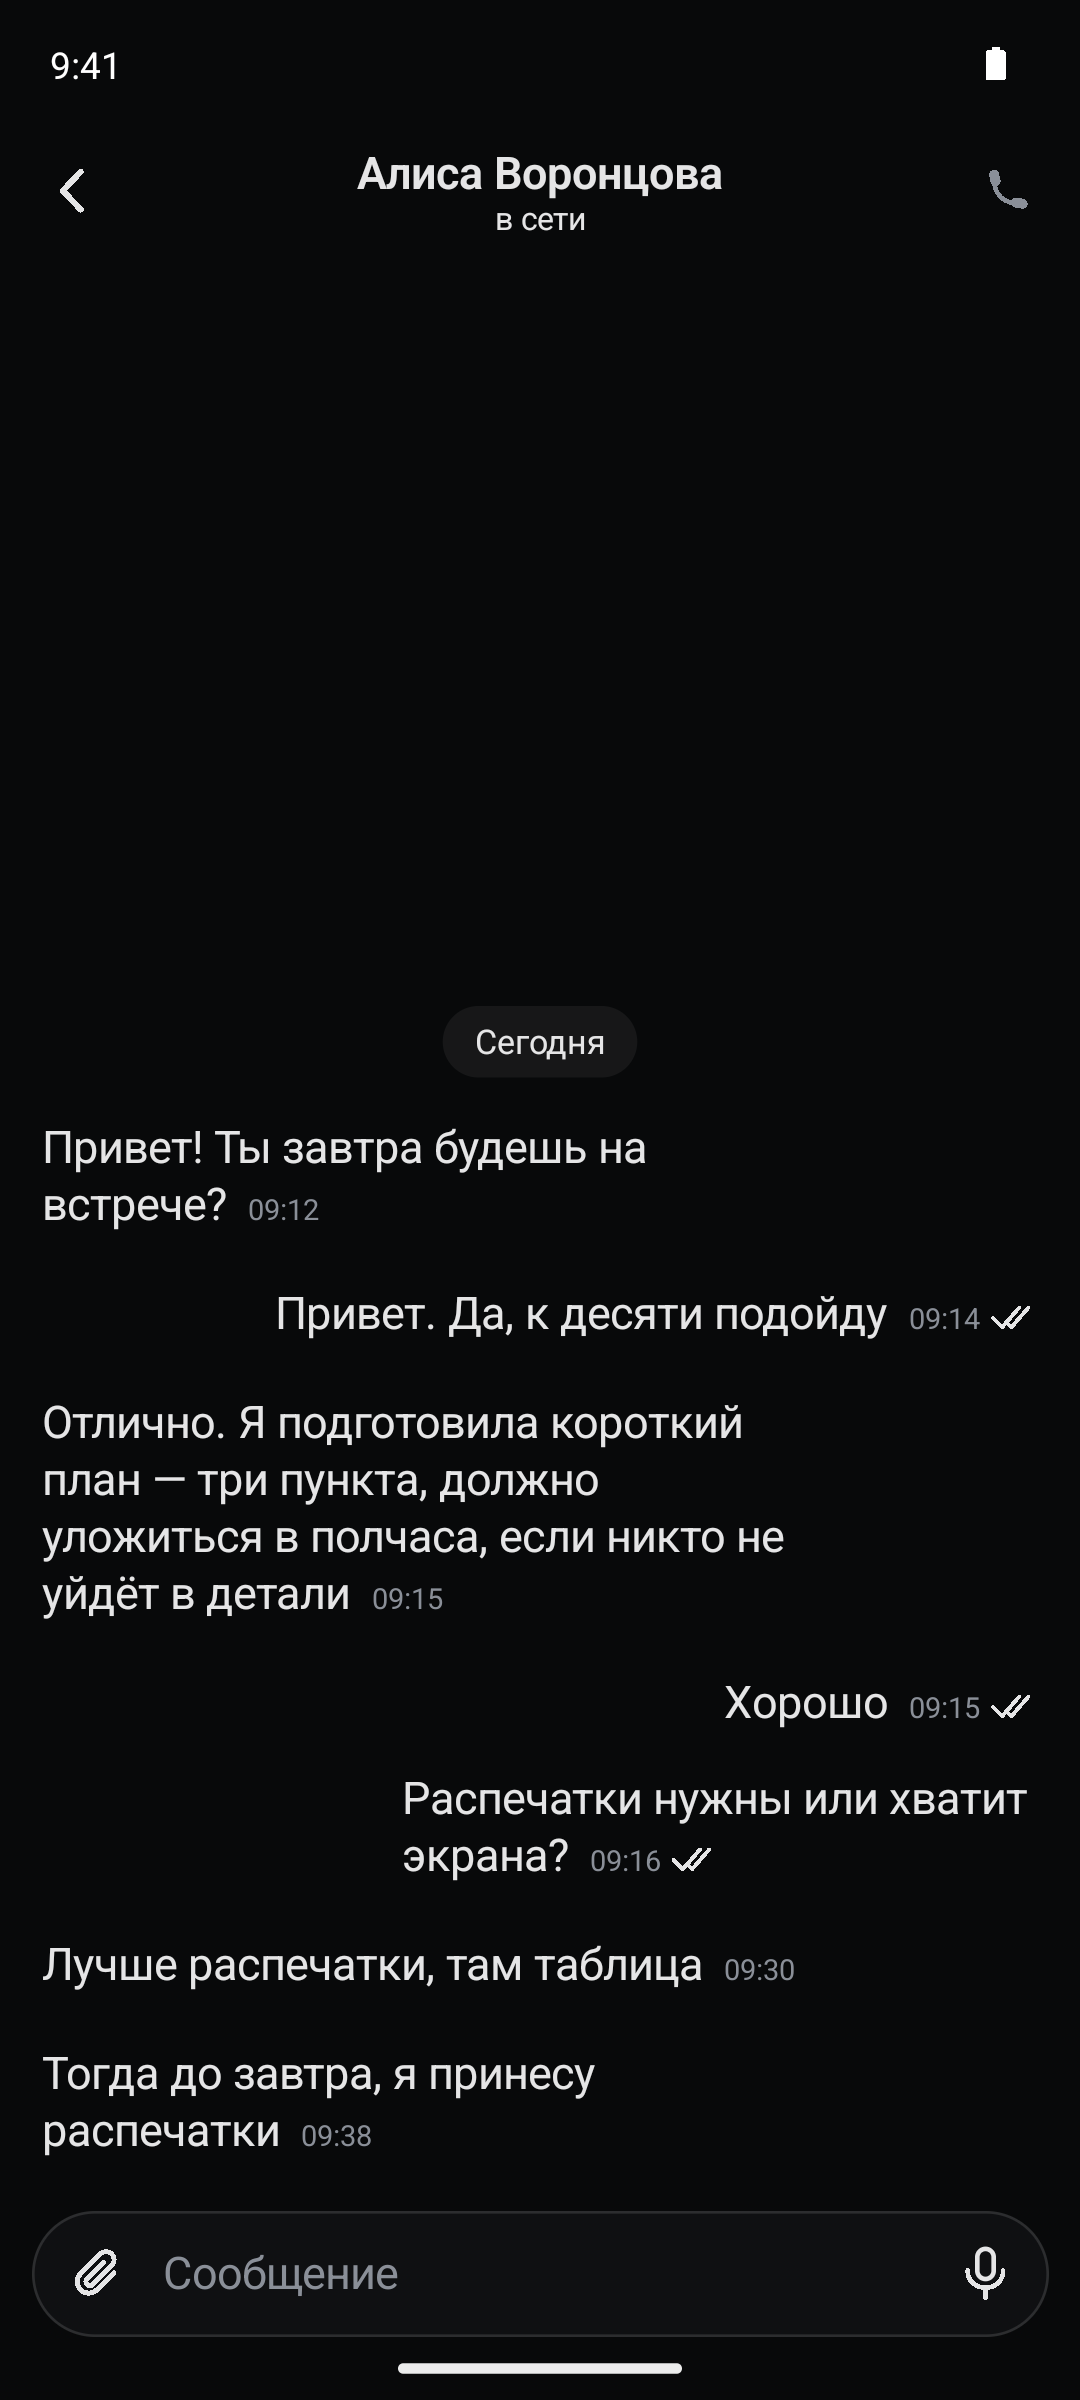 9:41
Алиса Воронцова
в сети
Сегодня
Привет! Ты завтра будешь на
встрече? 09:12
Привет. Да, к десяти подойду 09:14
Отлично. Я подготовила короткий
план — три пункта, должно
уложиться в полчаса, если никто не
уйдёт в детали 09:15
Хорошо 09:15
Распечатки нужны или хватит
экрана? 09:16
Лучше распечатки, там таблица 09:30
Тогда до завтра, я принесу
распечатки 09:38
Сообщение